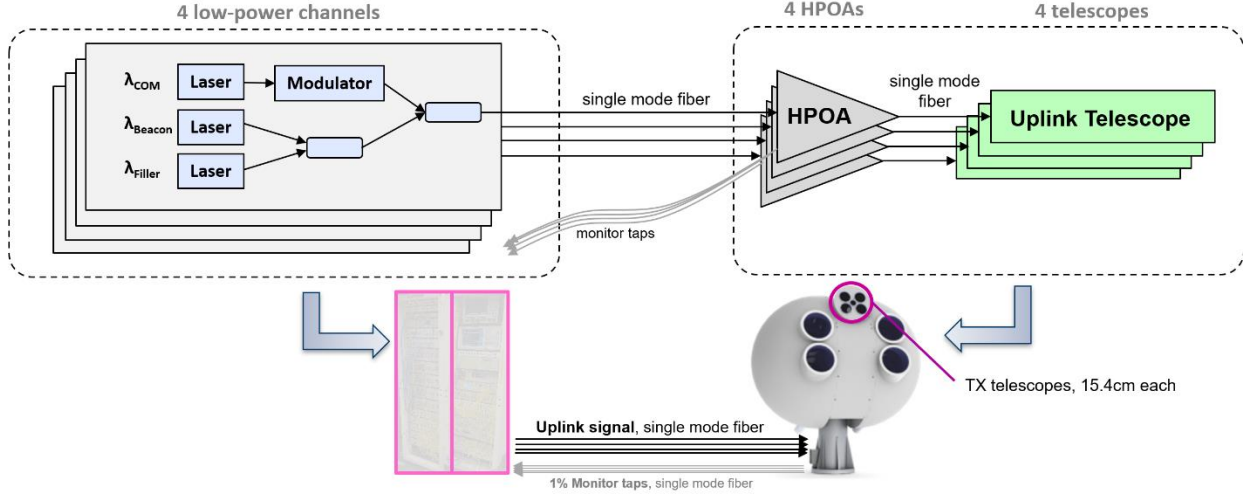 4 low-power channels
4 HPOAs
4 telescopes
λCOM
Laser
Modulator
λBeacon
Laser
λFiller
Laser
single mode fiber
HPOA
single mode
fiber
Uplink Telescope
monitor taps
TX telescopes, 15.4cm each
Uplink signal, single mode fiber
1% Monitor taps, single mode fiber